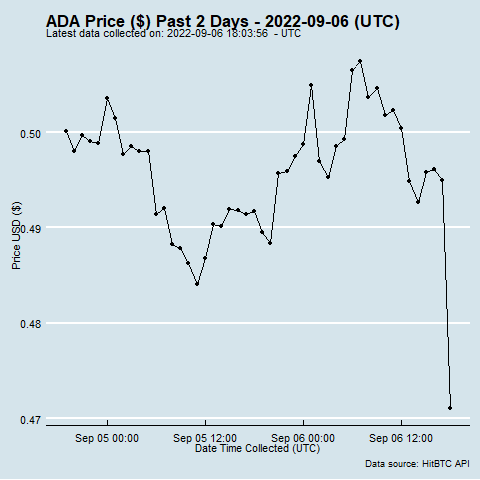 ADA Price ($) Past 2 Days - 2022-09-06 (UTC)
Latest data collected on: 2022-09-06 18:03:56  - UTC
Price USD ($)
0.50
0.49
0.48
0.47
Sep 05 00:00
Sep 05 12:00
Sep 06 00:00
Sep 06 12:00
Date Time Collected (UTC)
Data source: HitBTC API